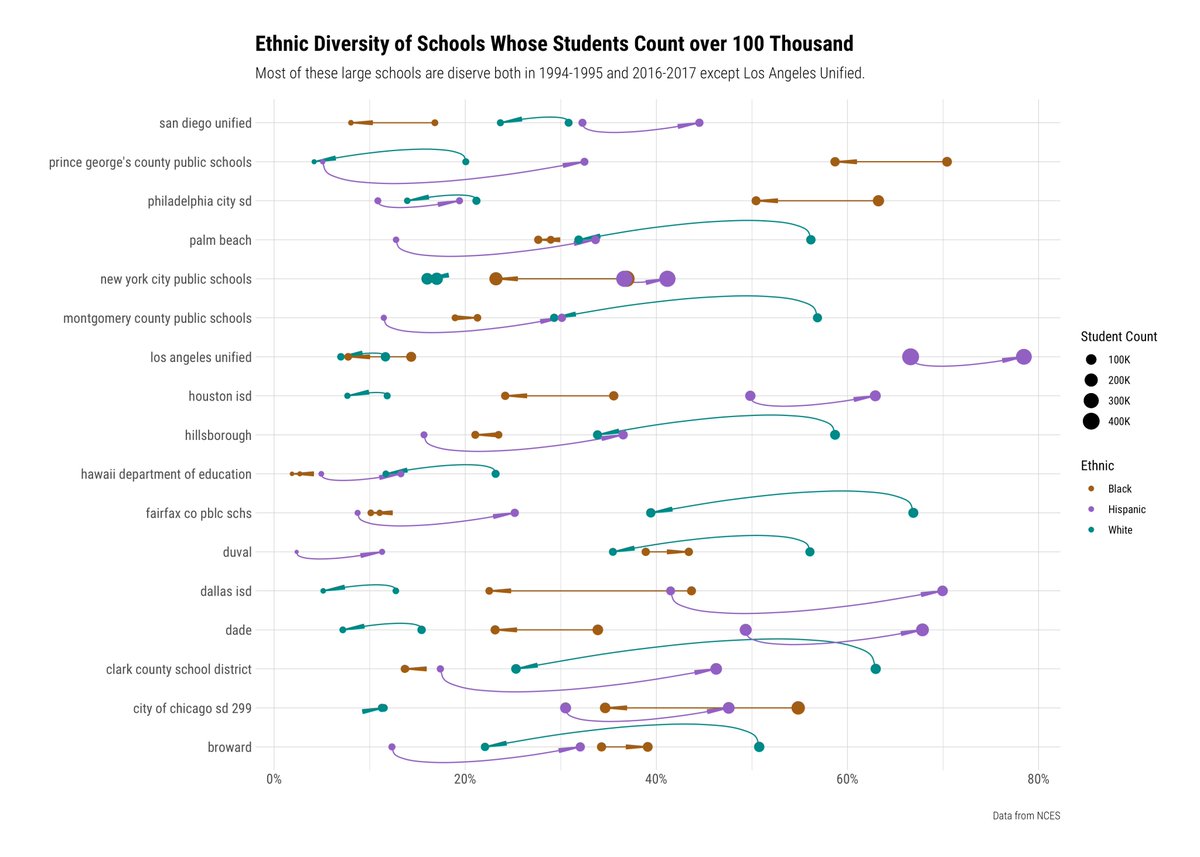 Ethnic Diversity of Schools Whose Students Count over 100 Thousand
Most of these large schools are diserve both in 1994-1995 and 2016-2017 except Los Angeles Unified.
san diego unified
prince george's county public schools
philadelphia city sd
palm beach
new york city public schools
montgomery county public schools
los angeles unified
houston isd
hillsborough
hawaii department of education
fairfax co pblc schs
duval
dallas isd
dade
clark county school district
city of chicago sd 299
broward
0% 20% 40% 60% 80%
Student Count
100K
200K
300K
400K
Ethnic
Black
Hispanic
White
Data from NCES